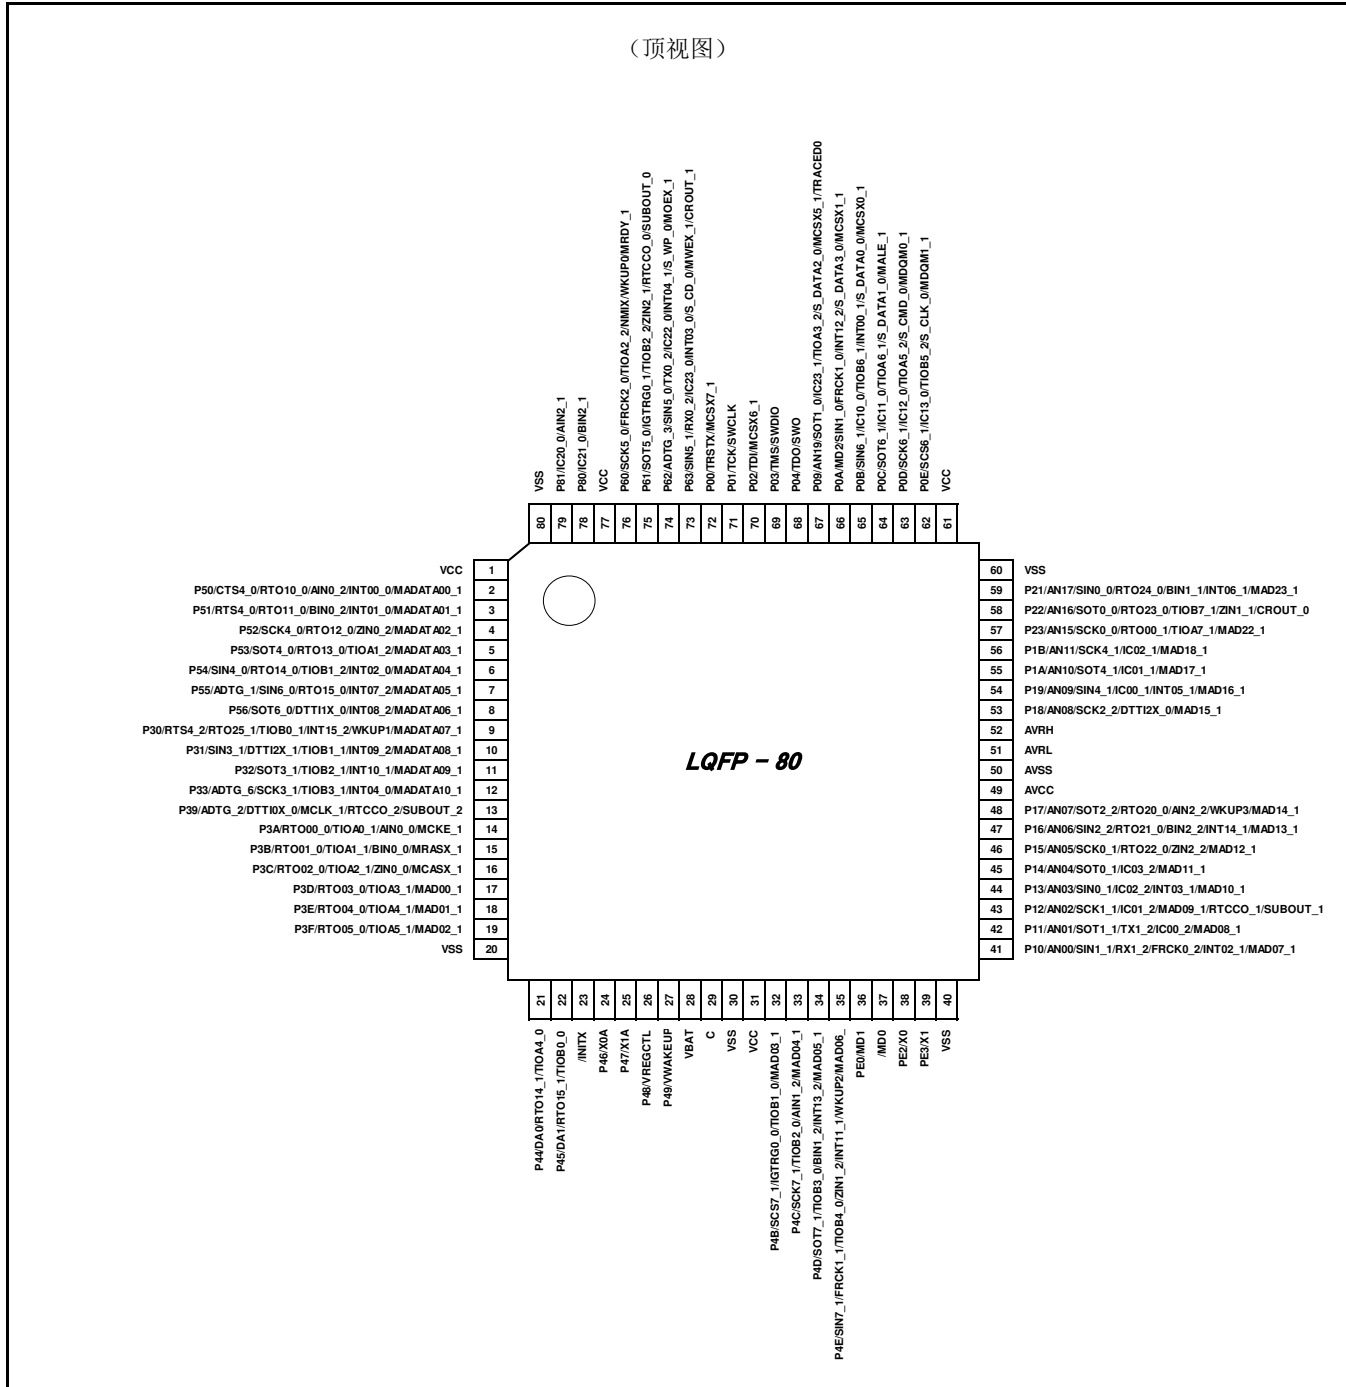 （顶视图）
VSS
P81/IC20_0/AIN2_1
P80/IC21_0/BIN2_1
VCC
P60/SCK5_0/FRCK2_0/TIOA2_2/NMIX/WKUP0/MRDY_1
P61/SOT5_0/IGTRG0_1/TIOB2_2/ZIN2_1/RTCCO_0/SUBOUT_0
P62/ADTG_3/SIN5_0/TX0_2/IC22_0/INT04_1/S_WP_0/MOEX_1
P63/SIN5_1/RX0_2/IC23_0/INT03_0/S_CD_0/MWEX_1/CROUT_1
P00/TRSTX/MCSX7_1
P01/TCK/SWCLK
P02/TDI/MCSX6_1
P03/TMS/SWDIO
P04/TDO/SWO
P09/AN19/SOT1_0/IC23_1/TIOA3_2/S_DATA2_0/MCSX5_1/TRACED0
P0A/MD2/SIN1_0/FRCK1_0/INT12_2/S_DATA3_0/MCSX1_1
P0B/SIN6_1/IC10_0/TIOB6_1/INT00_1/S_DATA0_0/MCSX0_1
P0C/SOT6_1/IC11_0/TIOA6_1/S_DATA1_0/MALE_1
P0D/SCK6_1/IC12_0/TIOA5_2/S_CMD_0/MDQM0_1
P0E/SCS6_1/IC13_0/TIOB5_2/S_CLK_0/MDQM1_1
VCC
80 79 78 77 76 75 74 73 72 71 70 69 68 67 66 65 64 63 62 61
VCC 1
P50/CTS4_0/RTO10_0/AIN0_2/INT00_0/MADATA00_1 2
P51/RTS4_0/RTO11_0/BIN0_2/INT01_0/MADATA01_1 3
P52/SCK4_0/RTO12_0/ZIN0_2/MADATA02_1 4
P53/SOT4_0/RTO13_0/TIOA1_2/MADATA03_1 5
P54/SIN4_0/RTO14_0/TIOB1_2/INT02_0/MADATA04_1 6
P55/ADTG_1/SIN6_0/RTO15_0/INT07_2/MADATA05_1 7
P56/SOT6_0/DTTI1X_0/INT08_2/MADATA06_1 8
P30/RTS4_2/RTO25_1/TIOB0_1/INT15_2/WKUP1/MADATA07_1 9
P31/SIN3_1/DTTI2X_1/TIOB1_1/INT09_2/MADATA08_1 10
P32/SOT3_1/TIOB2_1/INT10_1/MADATA09_1 11
P33/ADTG_6/SCK3_1/TIOB3_1/INT04_0/MADATA10_1 12
P39/ADTG_2/DTTI0X_0/MCLK_1/RTCCO_2/SUBOUT_2 13
P3A/RTO00_0/TIOA0_1/AIN0_0/MCKE_1 14
P3B/RTO01_0/TIOA1_1/BIN0_0/MRASX_1 15
P3C/RTO02_0/TIOA2_1/ZIN0_0/MCASX_1 16
P3D/RTO03_0/TIOA3_1/MAD00_1 17
P3E/RTO04_0/TIOA4_1/MAD01_1 18
P3F/RTO05_0/TIOA5_1/MAD02_1 19
VSS 20
LQFP - 80
60 VSS
59 P21/AN17/SIN0_0/RTO24_0/BIN1_1/INT06_1/MAD23_1
58 P22/AN16/SOT0_0/RTO23_0/TIOB7_1/ZIN1_1/CROUT_0
57 P23/AN15/SCK0_0/RTO00_1/TIOA7_1/MAD22_1
56 P1B/AN11/SCK4_1/IC02_1/MAD18_1
55 P1A/AN10/SOT4_1/IC01_1/MAD17_1
54 P19/AN09/SIN4_1/IC00_1/INT05_1/MAD16_1
53 P18/AN08/SCK2_2/DTTI2X_0/MAD15_1
52 AVRH
51 AVRL
50 AVSS
49 AVCC
48 P17/AN07/SOT2_2/RTO20_0/AIN2_2/WKUP3/MAD14_1
47 P16/AN06/SIN2_2/RTO21_0/BIN2_2/INT14_1/MAD13_1
46 P15/AN05/SCK0_1/RTO22_0/ZIN2_2/MAD12_1
45 P14/AN04/SOT0_1/IC03_2/MAD11_1
44 P13/AN03/SIN0_1/IC02_2/INT03_1/MAD10_1
43 P12/AN02/SCK1_1/IC01_2/MAD09_1/RTCCO_1/SUBOUT_1
42 P11/AN01/SOT1_1/TX1_2/IC00_2/MAD08_1
41 P10/AN00/SIN1_1/RX1_2/FRCK0_2/INT02_1/MAD07_1
21 22 23 24 25 26 27 28 29 30 31 32 33 34 35 36 37 38 39 40
P44/DA0/RTO14_1/TIOA4_0
P45/DA1/RTO15_1/TIOB0_0
/INITX
P46/X0A
P47/X1A
P48/VREGCTL
P49/VWAKEUP
VBAT
C
VSS
VCC
P4B/SCS7_1/IGTRG0_0/TIOB1_0/MAD03_1
P4C/SCK7_1/TIOB2_0/AIN1_2/MAD04_1
P4D/SOT7_1/TIOB3_0/BIN1_2/INT13_2/MAD05_1
P4E/SIN7_1/FRCK1_1/TIOB4_0/ZIN1_2/INT11_1/WKUP2/MAD06_
PE0/MD1
/MD0
PE2/X0
PE3/X1
VSS